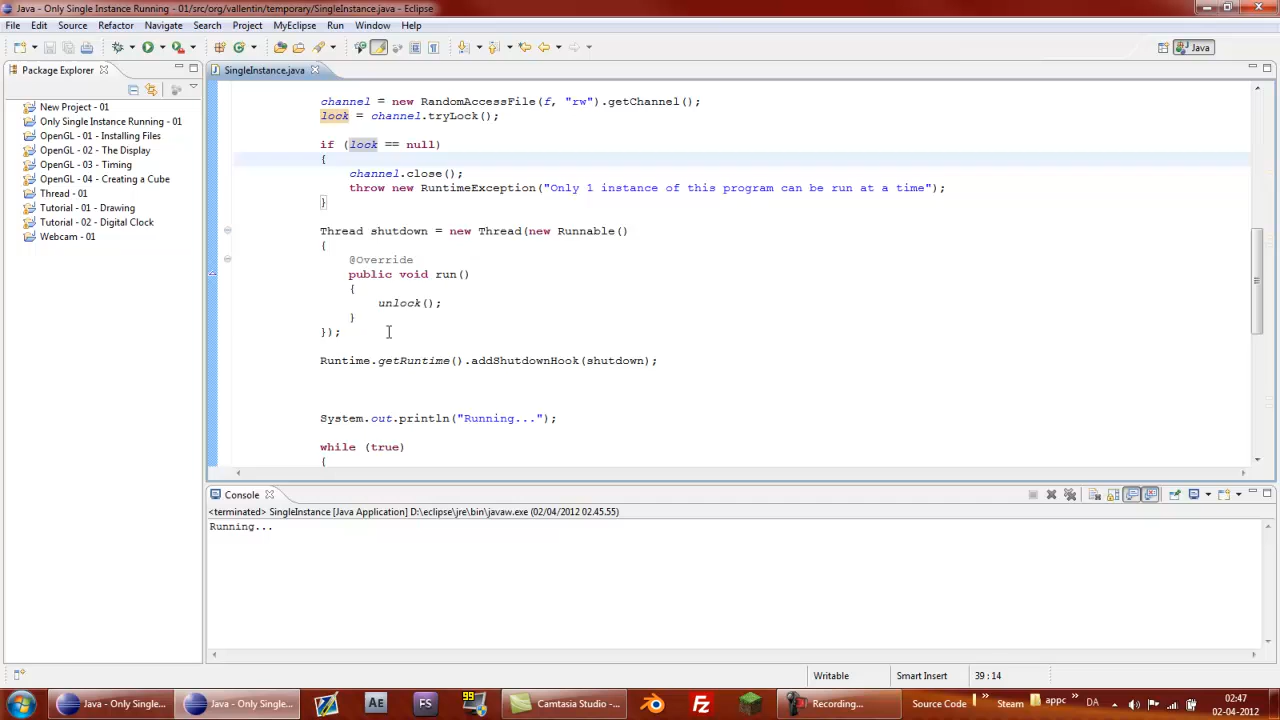 Java - Only Single Instance Running - 01/src/org/vallentin/temporary/SingleInstance.java - Eclipse
File Edit Source Refactor Navigate Search Project MyEclipse Run Window Help
Java
Package Explorer
SingleInstance.java
New Project - 01
Only Single Instance Running - 01
OpenGL - 01 - Installing Files
OpenGL - 02 - The Display
OpenGL - 03 - Timing
OpenGL - 04 - Creating a Cube
Thread - 01
Tutorial - 01 - Drawing
Tutorial - 02 - Digital Clock
Webcam - 01
channel = new RandomAccessFile(f, "rw").getChannel();
lock = channel.tryLock();
if (lock == null)
{
channel.close();
throw new RuntimeException("Only 1 instance of this program can be run at a time");
}
Thread shutdown = new Thread(new Runnable()
{
@Override
public void run()
{
unlock();
}
});
Runtime.getRuntime().addShutdownHook(shutdown);
System.out.println("Running...");
while (true)
{
Console
<terminated> SingleInstance [Java Application] D:\eclipse\jre\bin\javaw.exe (02/04/2012 02.45.55)
Running...
Writable Smart Insert 39 : 14
Java - Only Singl... Java - Only Singl... AE FS 99 Camtasia Studio -... Fz Recording... Source Code » Steam » appc » DA 02:47
02-04-2012